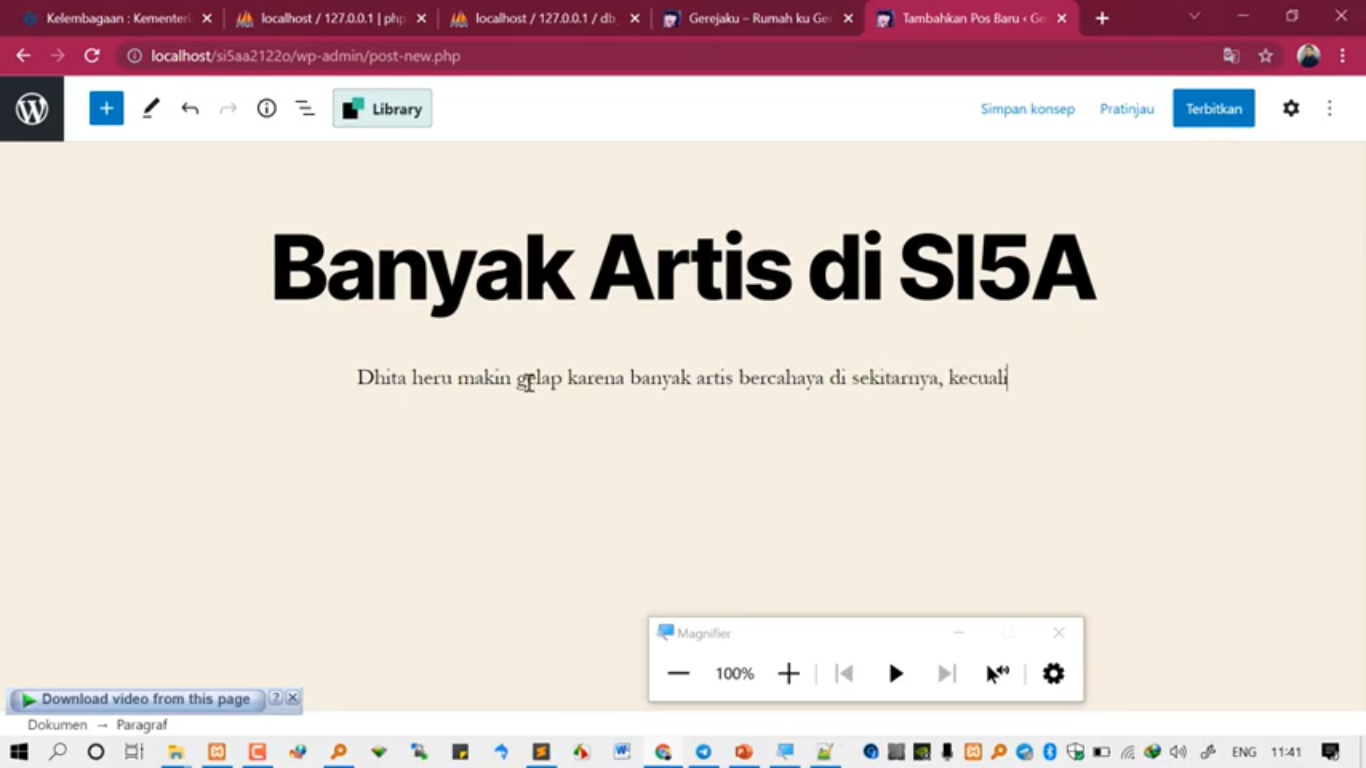 Kelembagaan : Kementeri
localhost / 127.0.0.1 | php
localhost / 127.0.0.1 / db_
Gerejaku – Rumah ku Ger
Tambahkan Pos Baru ‹ Ge
localhost/si5aa2122o/wp-admin/post-new.php
Library
Simpan konsep
Pratinjau
Terbitkan
Banyak Artis di SI5A
Dhita heru makin gelap karena banyak artis bercahaya di sekitarnya, kecuali
Magnifier
100%
Download video from this page
?
Dokumen → Paragraf
ENG
11:41